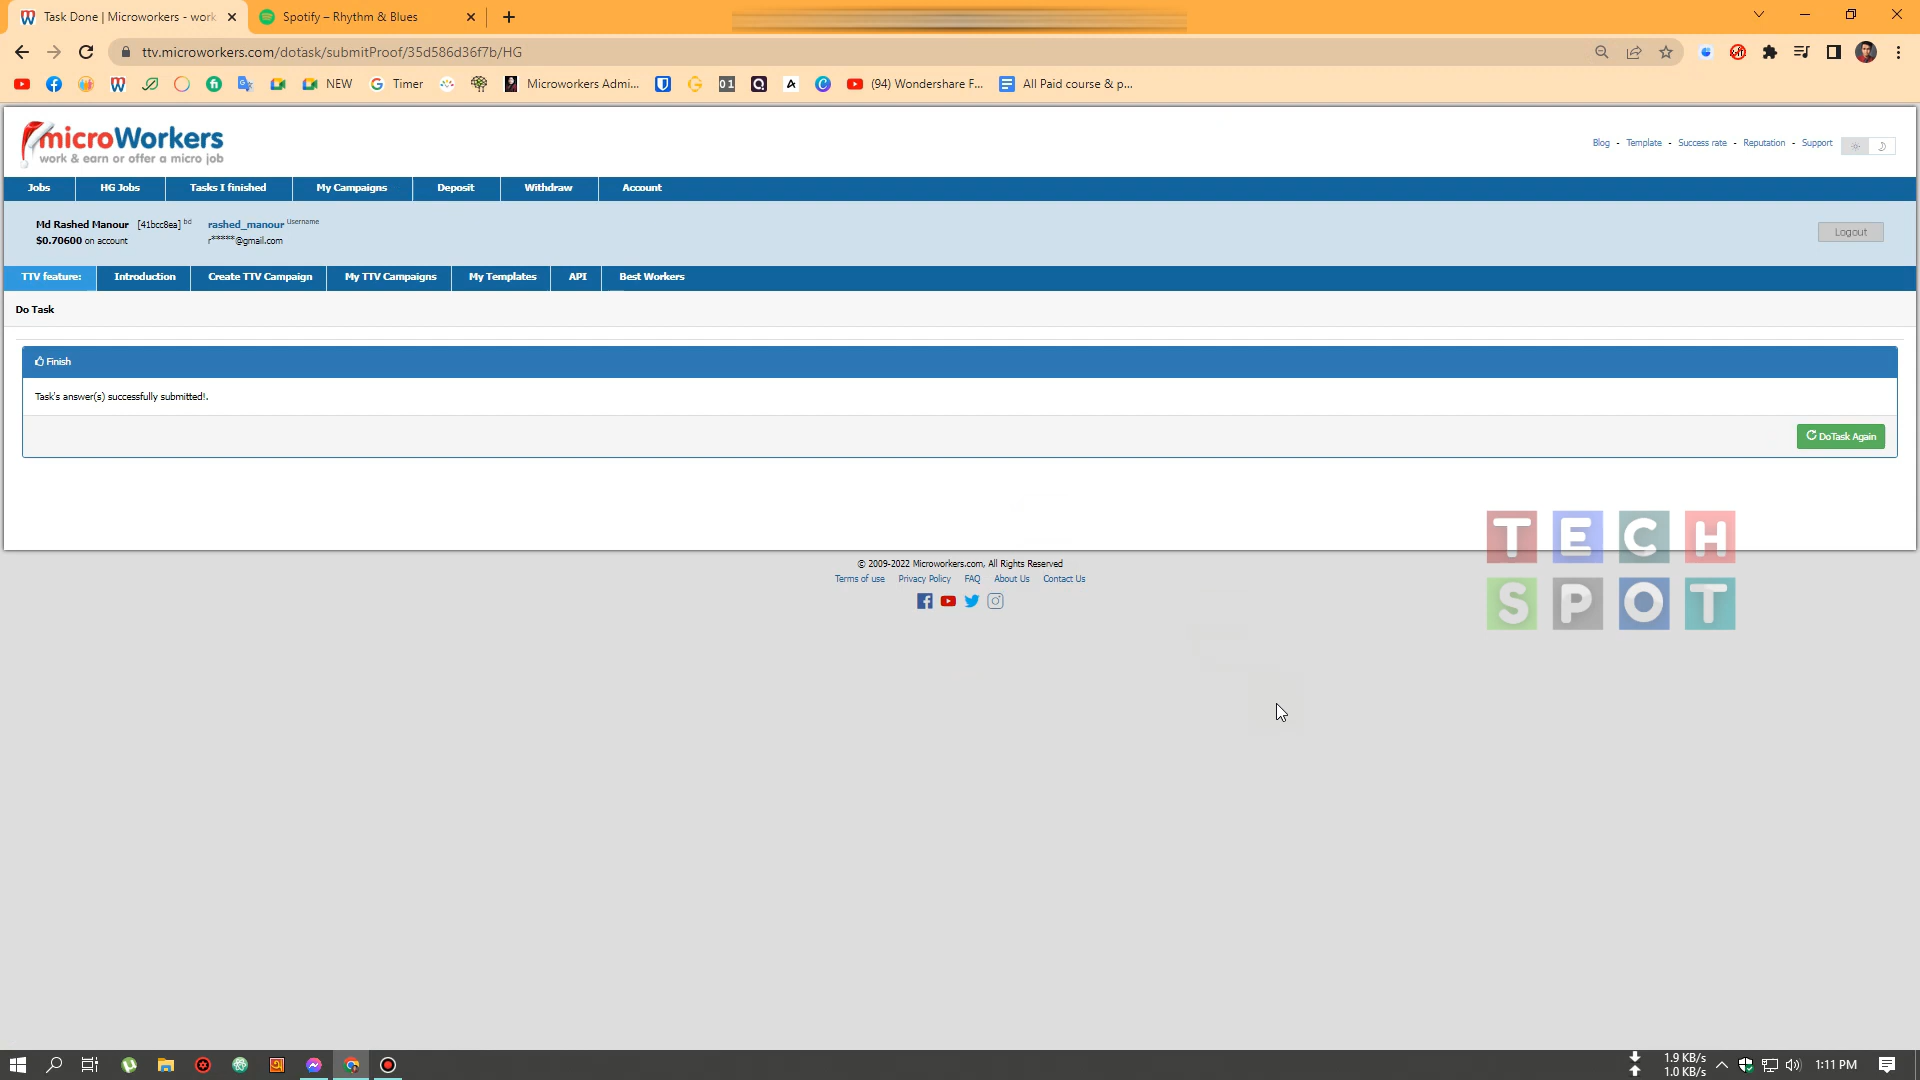 Task Done | Microworkers - work
Spotify – Rhythm & Blues
ttv.microworkers.com/dotask/submitProof/35d586d36f7b/HG
NEW
Timer
Microworkers Admi...
01
(94) Wondershare F...
All Paid course & p...
microWorkers
work & earn or offer a micro job
Blog - Template - Success rate - Reputation - Support
Jobs HG Jobs Tasks I finished My Campaigns Deposit Withdraw Account
Md Rashed Manour [41bcc8ea] bd rashed_manour Username
$0.70600 on account r*****@gmail.com
Logout
TTV feature: Introduction Create TTV Campaign My TTV Campaigns My Templates API Best Workers
Do Task
Finish
Task's answer(s) successfully submitted!.
DoTask Again
TECH
SPOT
© 2009-2022 Microworkers.com, All Rights Reserved
Terms of use Privacy Policy FAQ About Us Contact Us
1.9 KB/s
1.0 KB/s
1:11 PM